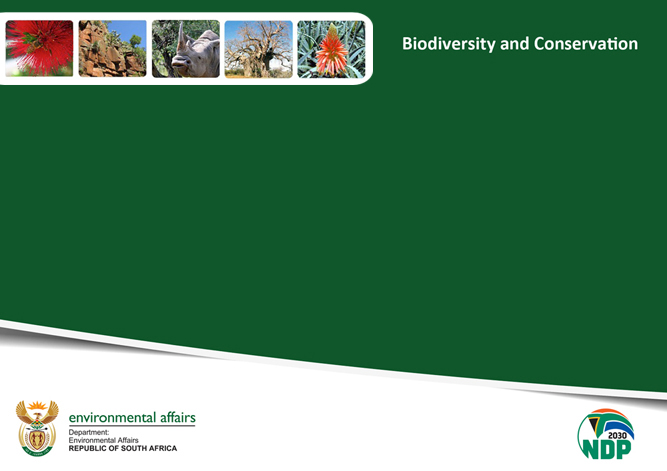 Biodiversity and Conservation
environmental affairs
Department:
Environmental Affairs
REPUBLIC OF SOUTH AFRICA
2030
NDP